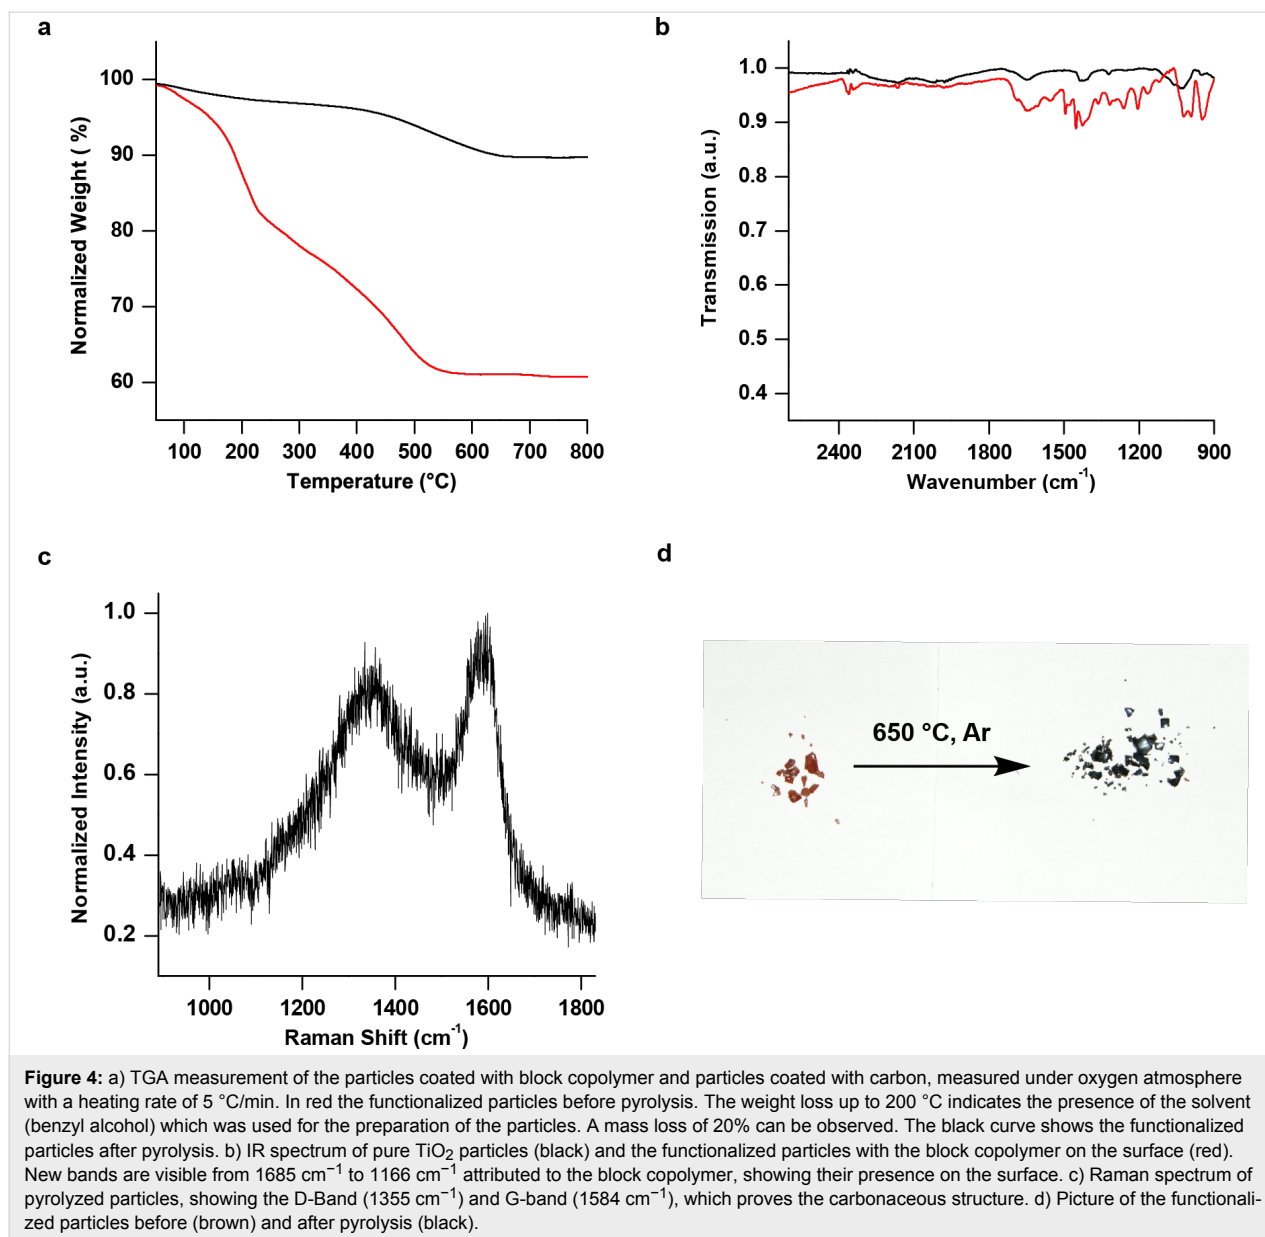 a
100
90
80
70
60
Normalized Weight ( %)
100 200 300 400 500 600 700 800
Temperature (°C)
b
1.0
0.9
0.8
0.7
0.6
0.5
0.4
Transmission (a.u.)
2400 2100 1800 1500 1200 900
Wavenumber (cm⁻¹)
c
1.0
0.8
0.6
0.4
0.2
Normalized Intensity (a.u.)
1000 1200 1400 1600 1800
Raman Shift (cm⁻¹)
d
650 °C, Ar
Figure 4: a) TGA measurement of the particles coated with block copolymer and particles coated with carbon, measured under oxygen atmosphere
with a heating rate of 5 °C/min. In red the functionalized particles before pyrolysis. The weight loss up to 200 °C indicates the presence of the solvent
(benzyl alcohol) which was used for the preparation of the particles. A mass loss of 20% can be observed. The black curve shows the functionalized
particles after pyrolysis. b) IR spectrum of pure TiO₂ particles (black) and the functionalized particles with the block copolymer on the surface (red).
New bands are visible from 1685 cm⁻¹ to 1166 cm⁻¹ attributed to the block copolymer, showing their presence on the surface. c) Raman spectrum of
pyrolyzed particles, showing the D-Band (1355 cm⁻¹) and G-band (1584 cm⁻¹), which proves the carbonaceous structure. d) Picture of the functionali-
zed particles before (brown) and after pyrolysis (black).